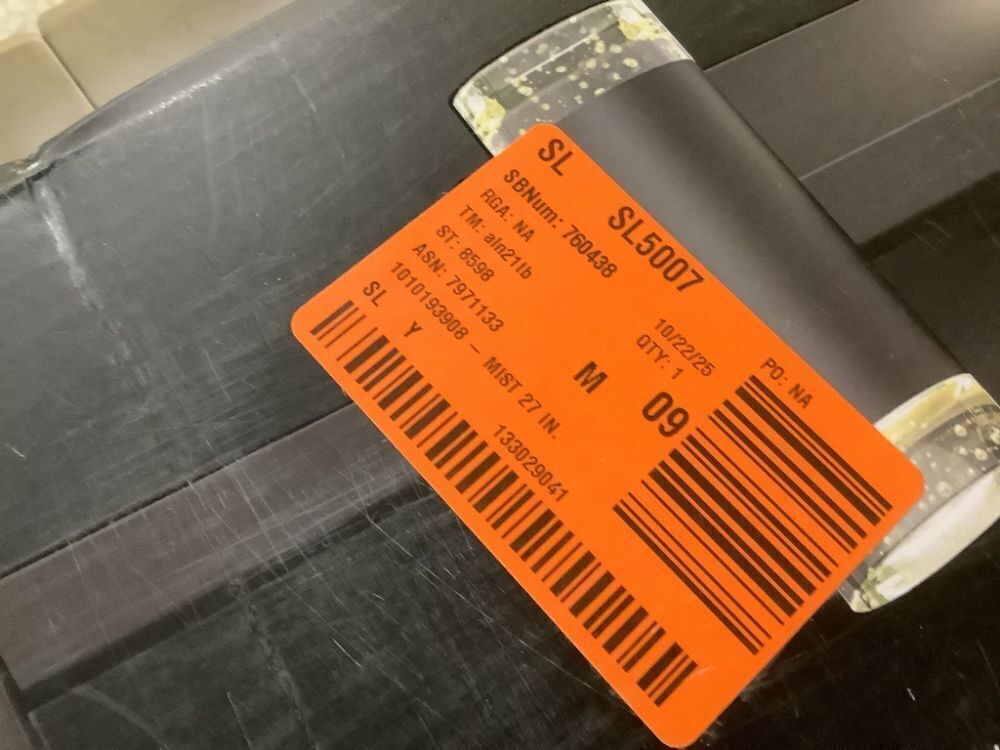 SL SL5007
SBNum: 760438
RGA: NA
TM: aln21tb 10/22/25 PO: NA
ST: 8598 QTY: 1
ASN: 7971133 M 09
1010193908 – MIST 27 IN.
SL Y 133029041